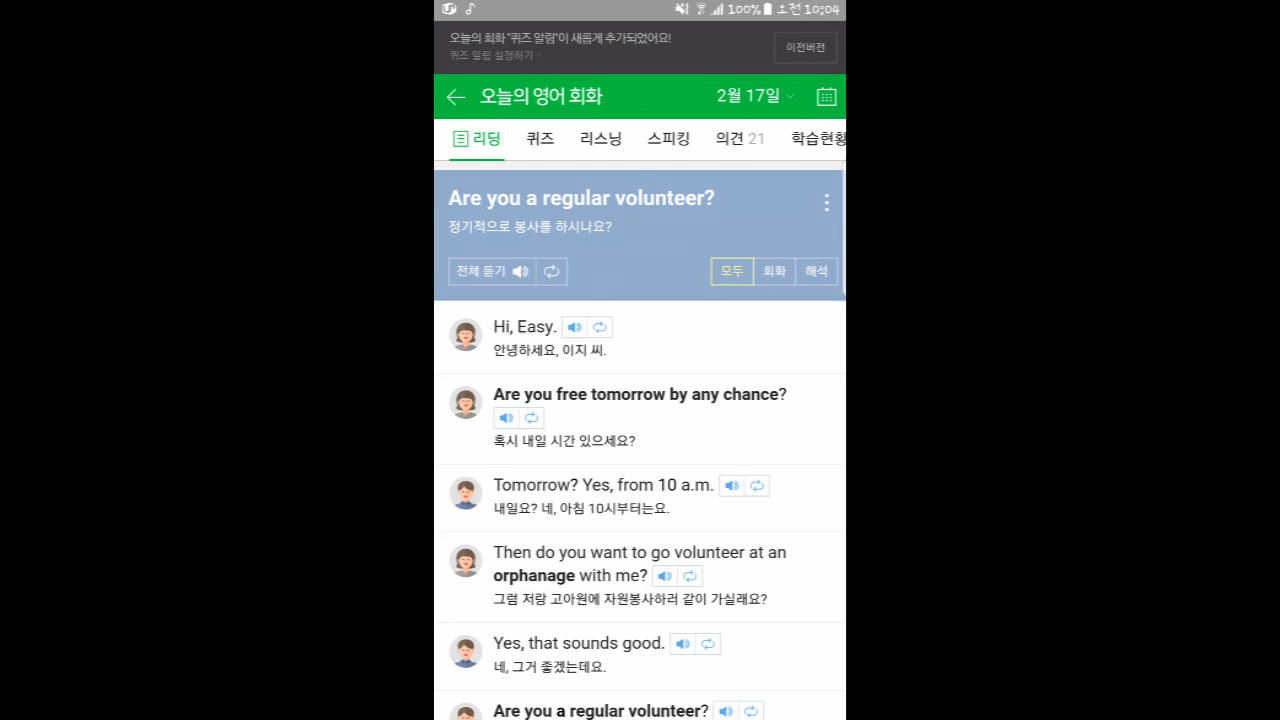 100% 오전 10:04
오늘의 회화 "퀴즈 알림"이 새롭게 추가되었어요!
퀴즈 알림 설정하기 ›
이전버전
오늘의 영어 회화
2월 17일
리딩 퀴즈 리스닝 스피킹 의견 21 학습현황
Are you a regular volunteer?
정기적으로 봉사를 하시나요?
전체 듣기
모두 회화 해석
Hi, Easy.
안녕하세요, 이지 씨.
Are you free tomorrow by any chance?
혹시 내일 시간 있으세요?
Tomorrow? Yes, from 10 a.m.
내일요? 네, 아침 10시부터는요.
Then do you want to go volunteer at an
orphanage with me?
그럼 저랑 고아원에 자원봉사하러 같이 가실래요?
Yes, that sounds good.
네, 그거 좋겠는데요.
Are you a regular volunteer?